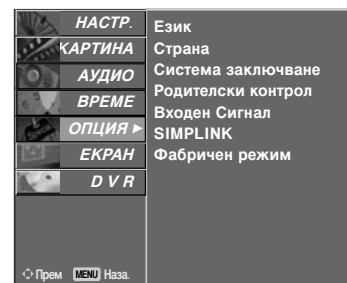 НАСТР.
КАРТИНА
АУДИО
ВРЕМЕ
ОПЦИЯ
ЕКРАН
D V R
Прем MENU Наза.
Език
Страна
Система заключване
Родителски контрол
Входен Сигнал
SIMPLINK
Фабричен режим